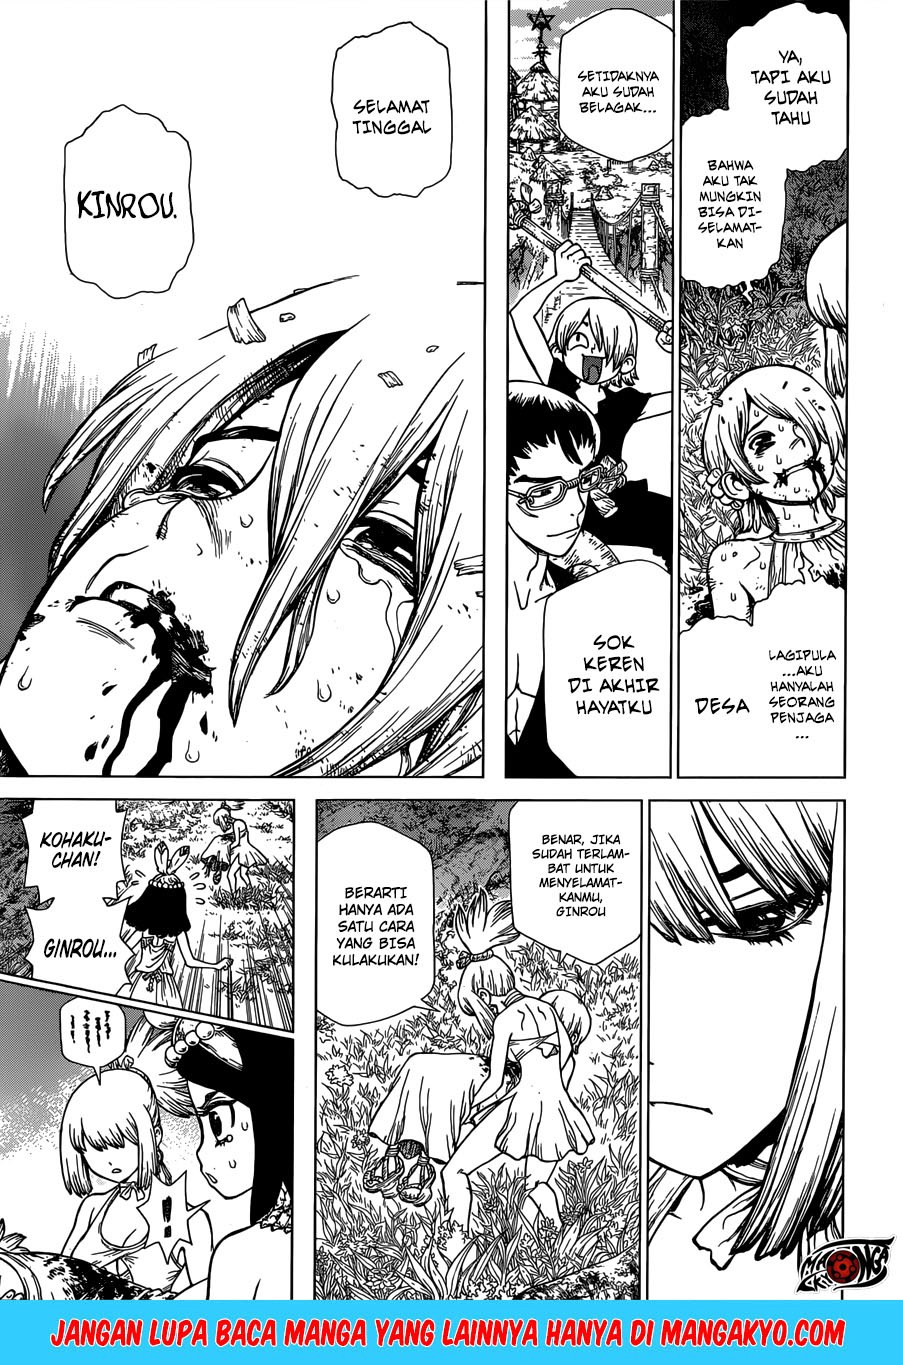 YA,
TAPI AKU
SUDAH
TAHU
BAHWA
AKU TAK
MUNGKIN
BISA DI-
SELAMAT-
KAN
LAGIPULA
...AKU
HANYALAH
SEORANG
PENJAGA
...
DESA
SETIDAKNYA
AKU SUDAH
BELAGAK...
SOK
KEREN
DI AKHIR
HAYATKU
SELAMAT
TINGGAL
KINROU.
BENAR, JIKA
SUDAH TERLAM-
BAT UNTUK
MENYELAMAT-
KANMU,
GINROU
BERARTI
HANYA ADA
SATU CARA
YANG BISA
KULAKUKAN!
KOHAKU-
CHAN!
GINROU...
!!
MANGA
KYO
JANGAN LUPA BACA MANGA YANG LAINNYA HANYA DI MANGAKYO.COM